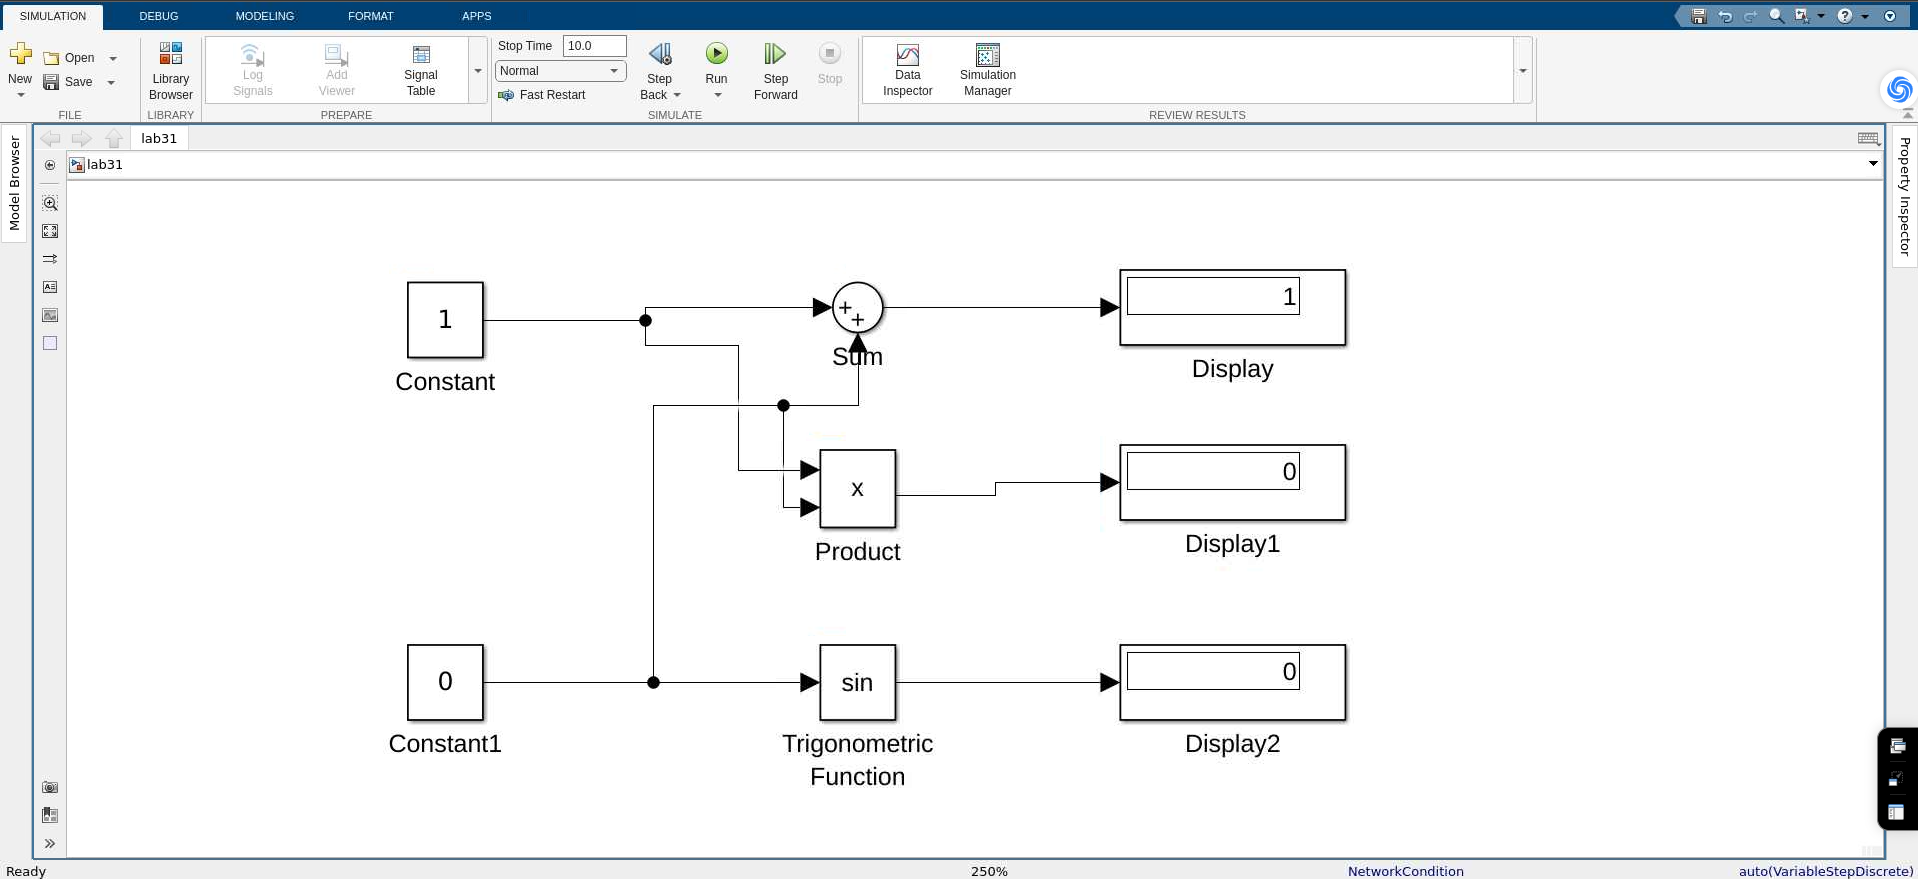 SIMULATION DEBUG MODELING FORMAT APPS
New
Open
Save
FILE
Library
Browser
LIBRARY
Log
Signals
Add
Viewer
Signal
Table
PREPARE
Stop Time 10.0
Normal
Fast Restart
Step
Back
Run
Step
Forward
Stop
SIMULATE
Data
Inspector
Simulation
Manager
REVIEW RESULTS
Model Browser
lab31
lab31
Property Inspector
1
Constant
+
+
Sum
1
Display
x
Product
0
Display1
0
Constant1
sin
Trigonometric
Function
0
Display2
Ready 250% NetworkCondition auto(VariableStepDiscrete)